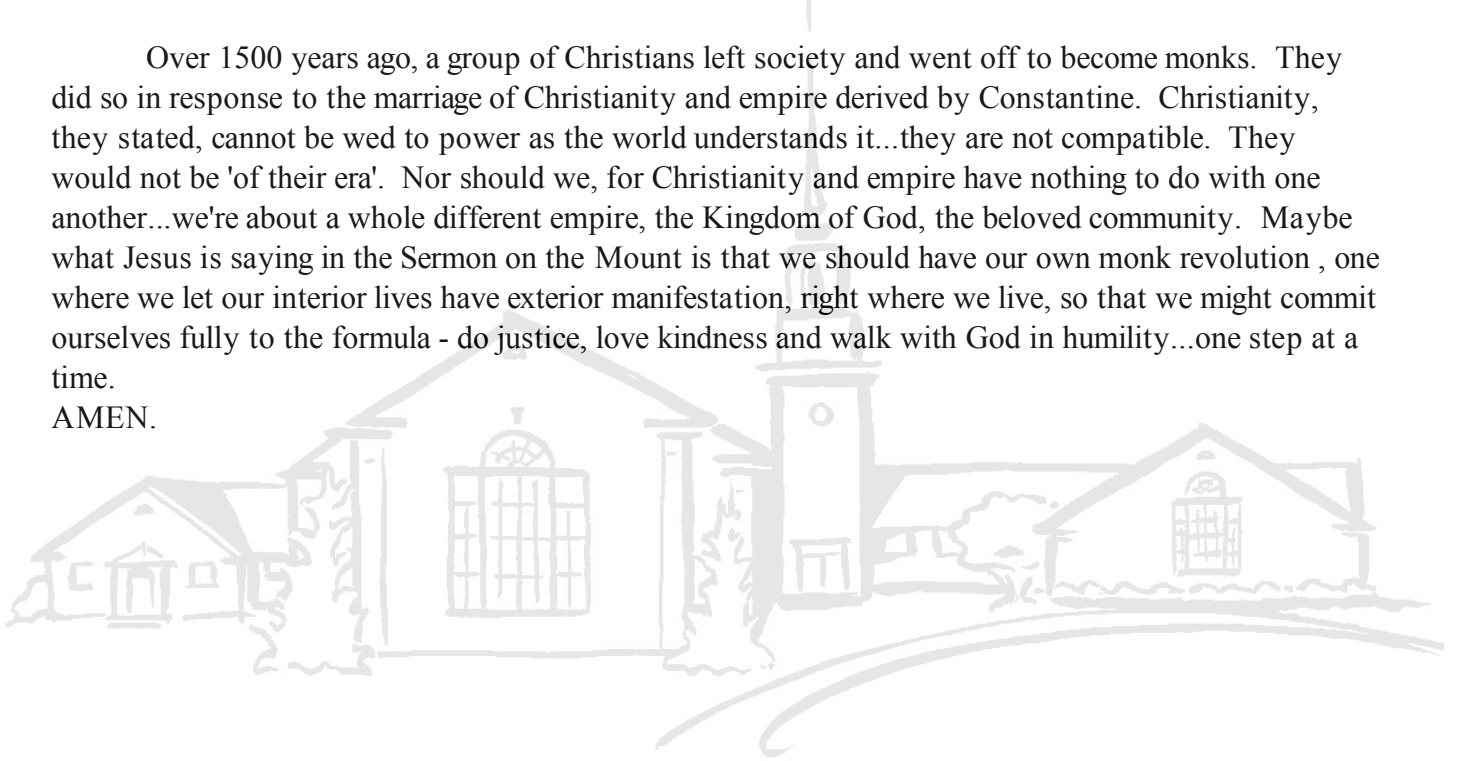 Over 1500 years ago, a group of Christians left society and went off to become monks. They
did so in response to the marriage of Christianity and empire derived by Constantine. Christianity,
they stated, cannot be wed to power as the world understands it...they are not compatible. They
would not be 'of their era'. Nor should we, for Christianity and empire have nothing to do with one
another...we're about a whole different empire, the Kingdom of God, the beloved community. Maybe
what Jesus is saying in the Sermon on the Mount is that we should have our own monk revolution , one
where we let our interior lives have exterior manifestation, right where we live, so that we might commit
ourselves fully to the formula - do justice, love kindness and walk with God in humility...one step at a
time.
AMEN.